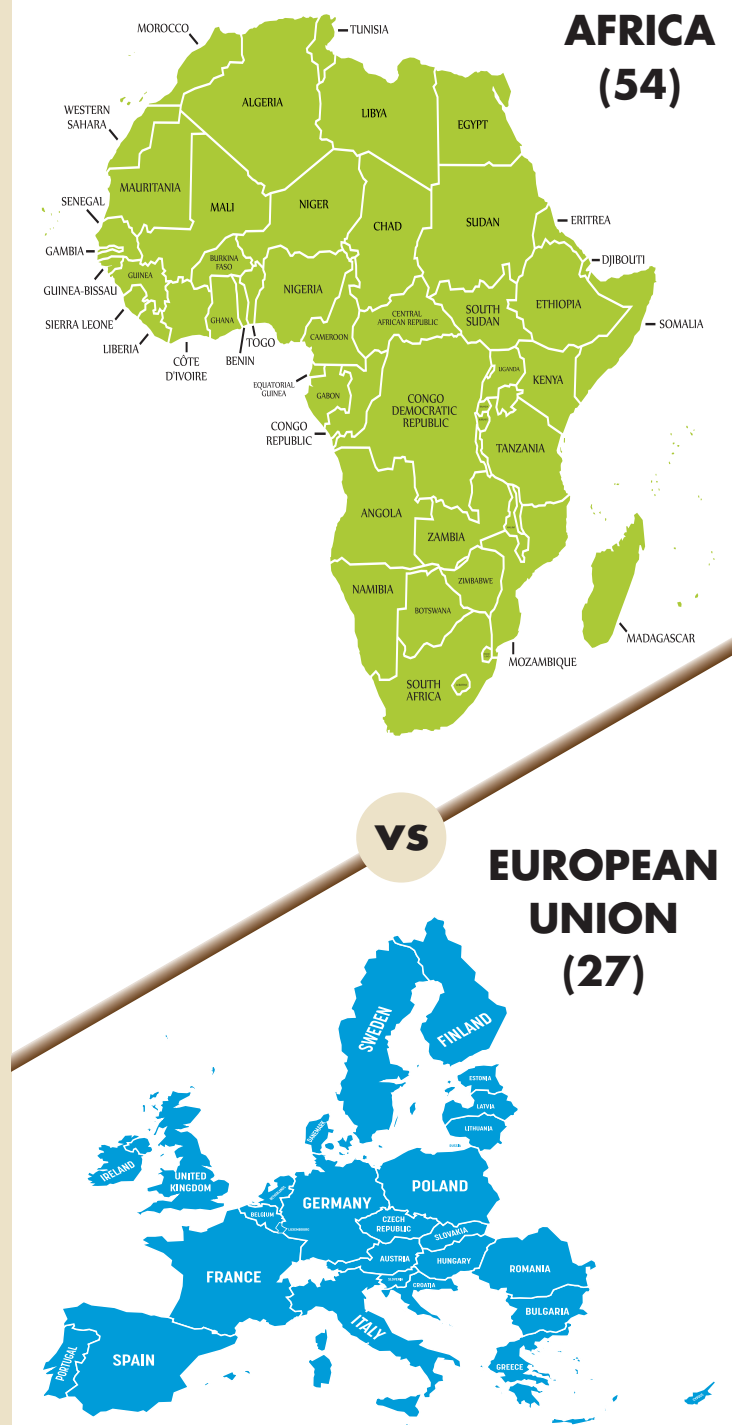 AFRICA
(54)
MOROCCO
TUNISIA
ALGERIA
LIBYA
EGYPT
WESTERN
SAHARA
MAURITANIA
MALI
NIGER
CHAD
SUDAN
ERITREA
SENEGAL
GAMBIA
GUINEA-BISSAU
GUINEA
BURKINA
FASO
NIGERIA
DJIBOUTI
ETHIOPIA
SOMALIA
SIERRA LEONE
LIBERIA
CÔTE
D'IVOIRE
GHANA
BENIN
TOGO
CAMEROON
CENTRAL
AFRICAN REPUBLIC
SOUTH
SUDAN
EQUATORIAL
GUINEA
GABON
CONGO
REPUBLIC
CONGO
DEMOCRATIC
REPUBLIC
UGANDA
KENYA
TANZANIA
ANGOLA
ZAMBIA
NAMIBIA
ZIMBABWE
BOTSWANA
MOZAMBIQUE
MADAGASCAR
SOUTH
AFRICA
VS
EUROPEAN
UNION
(27)
SWEDEN
FINLAND
ESTONIA
LATVIA
LITHUANIA
IRELAND
UNITED
KINGDOM
BELGIUM
GERMANY
POLAND
CZECH
REPUBLIC
SLOVAKIA
AUSTRIA
HUNGARY
CROATIA
ROMANIA
BULGARIA
FRANCE
ITALY
GREECE
PORTUGAL
SPAIN